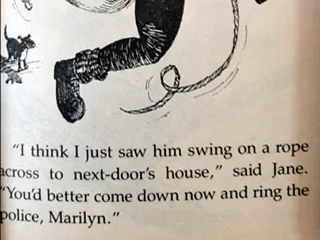 "I think I just saw him swing on a rope
across to next-door's house," said Jane.
"You'd better come down now and ring the
police, Marilyn."